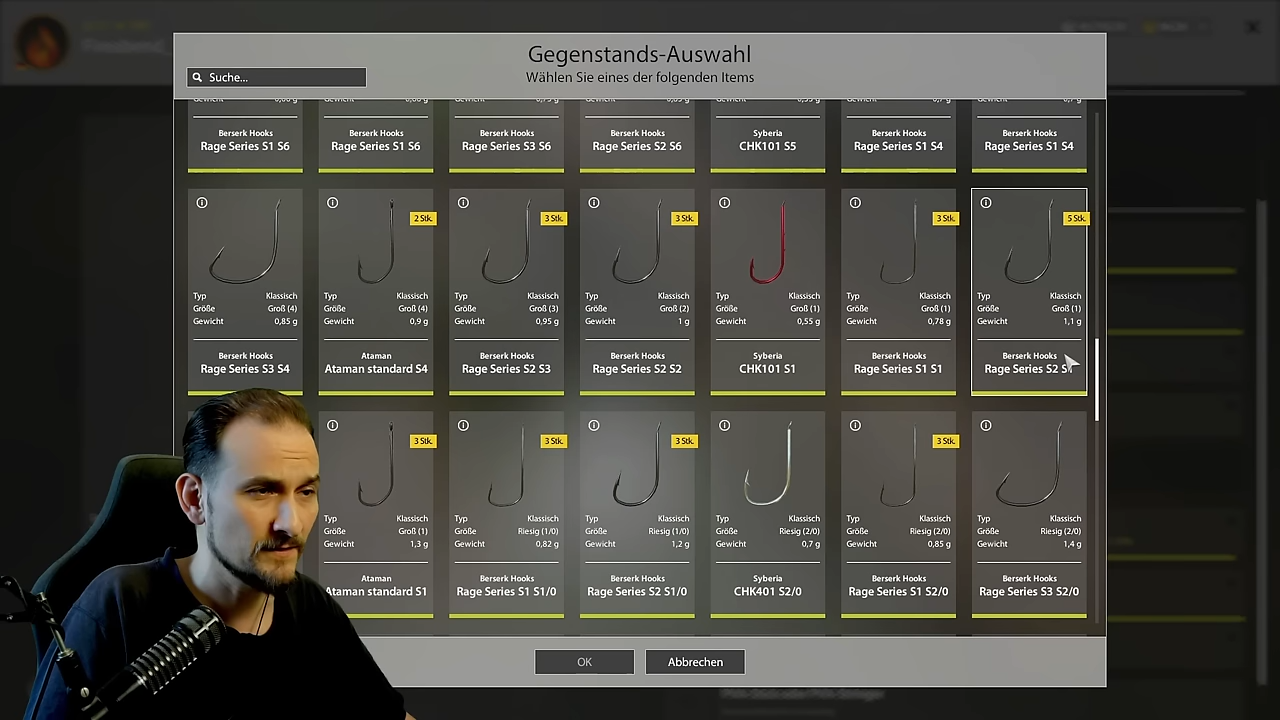 Gegenstands-Auswahl
Suche...
Wählen Sie eines der folgenden Items
Berserk Hooks Berserk Hooks Berserk Hooks Berserk Hooks Syberia Berserk Hooks Berserk Hooks
Rage Series S1 S6 Rage Series S1 S6 Rage Series S3 S6 Rage Series S2 S6 CHK101 S5 Rage Series S1 S4 Rage Series S1 S4
2 Stk. 3 Stk. 3 Stk. 3 Stk. 5 Stk.
Typ Klassisch Typ Klassisch Typ Klassisch Typ Klassisch Typ Klassisch Typ Klassisch Typ Klassisch
Größe Groß (4) Größe Groß (4) Größe Groß (3) Größe Groß (2) Größe Groß (1) Größe Groß (1) Größe Groß (1)
Gewicht 0,85 g Gewicht 0,9 g Gewicht 0,95 g Gewicht 1 g Gewicht 0,55 g Gewicht 0,78 g Gewicht 1,1 g
Berserk Hooks Ataman Berserk Hooks Berserk Hooks Syberia Berserk Hooks Berserk Hooks
Rage Series S3 S4 Ataman standard S4 Rage Series S2 S3 Rage Series S2 S2 CHK101 S1 Rage Series S1 S1 Rage Series S2
3 Stk. 3 Stk. 3 Stk. 3 Stk.
Typ Klassisch Typ Klassisch Typ Klassisch Typ Klassisch Typ Klassisch Typ Klassisch
Größe Groß (1) Größe Riesig (1/0) Größe Riesig (1/0) Größe Riesig (2/0) Größe Riesig (2/0) Größe Riesig (2/0)
Gewicht 1,3 g Gewicht 0,82 g Gewicht 1,2 g Gewicht 0,7 g Gewicht 0,85 g Gewicht 1,4 g
Ataman Berserk Hooks Berserk Hooks Syberia Berserk Hooks Berserk Hooks
Ataman standard S1 Rage Series S1 S1/0 Rage Series S2 S1/0 CHK401 S2/0 Rage Series S1 S2/0 Rage Series S3 S2/0
OK Abbrechen